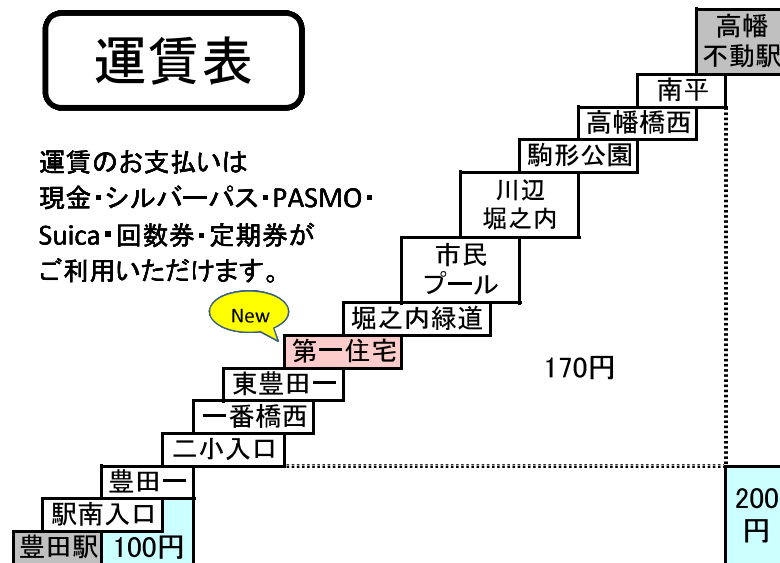 運賃表
運賃のお支払いは
現金・シルバーパス・PASMO・
Suica・回数券・定期券が
ご利用いただけます。
高幡
不動駅
南平
高幡橋西
駒形公園
川辺
堀之内
市民
プール
堀之内緑道
New
第一住宅
東豊田一
170円
一番橋西
二小入口
豊田一
駅南入口
豊田駅
100円
200
円